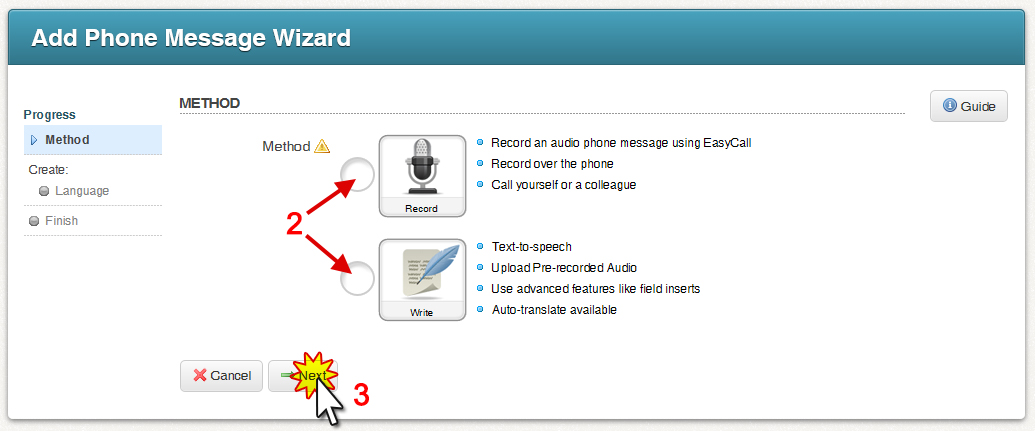 Add Phone Message Wizard
Progress
Method
Create:
Language
Finish
METHOD
Guide
Method
Record
Record an audio phone message using EasyCall
Record over the phone
Call yourself or a colleague
2
Write
Text-to-speech
Upload Pre-recorded Audio
Use advanced features like field inserts
Auto-translate available
Cancel
Next
3